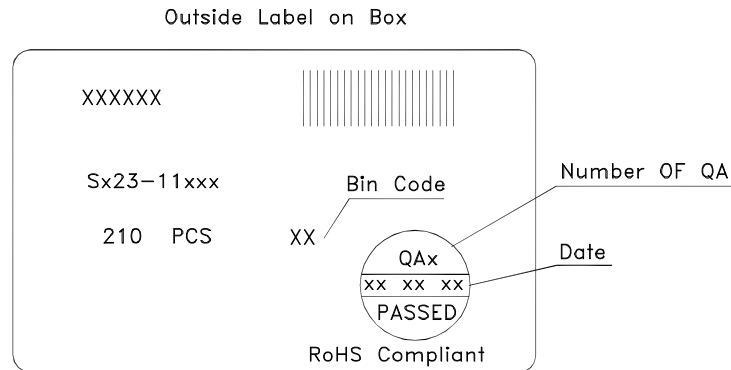 Outside Label on Box
XXXXXX
Sx23-11xxx
Bin Code
Number OF QA
210 PCS
XX
QAx
Date
xx xx xx
PASSED
RoHS Compliant